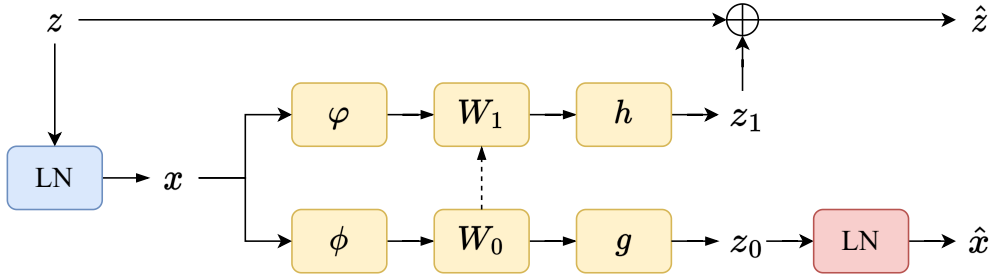 z ẑ
φ W₁ h z₁
LN x
ϕ W₀ g z₀ LN x̂